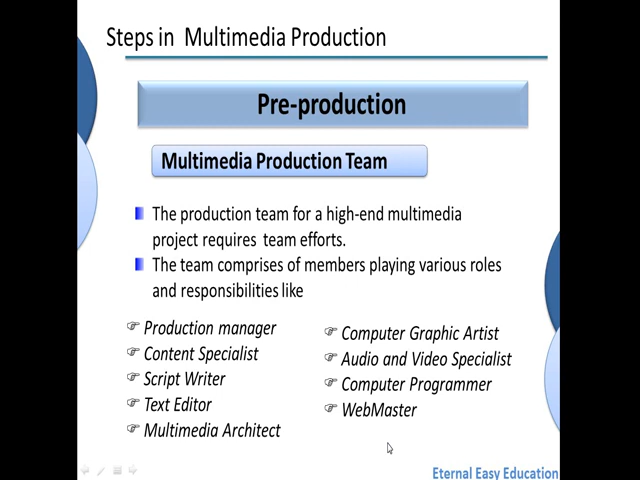 Steps in Multimedia Production
Pre-production
Multimedia Production Team
The production team for a high-end multimedia
project requires team efforts.
The team comprises of members playing various roles
and responsibilities like
Production manager
Content Specialist
Script Writer
Text Editor
Multimedia Architect
Computer Graphic Artist
Audio and Video Specialist
Computer Programmer
WebMaster
Eternal Easy Education